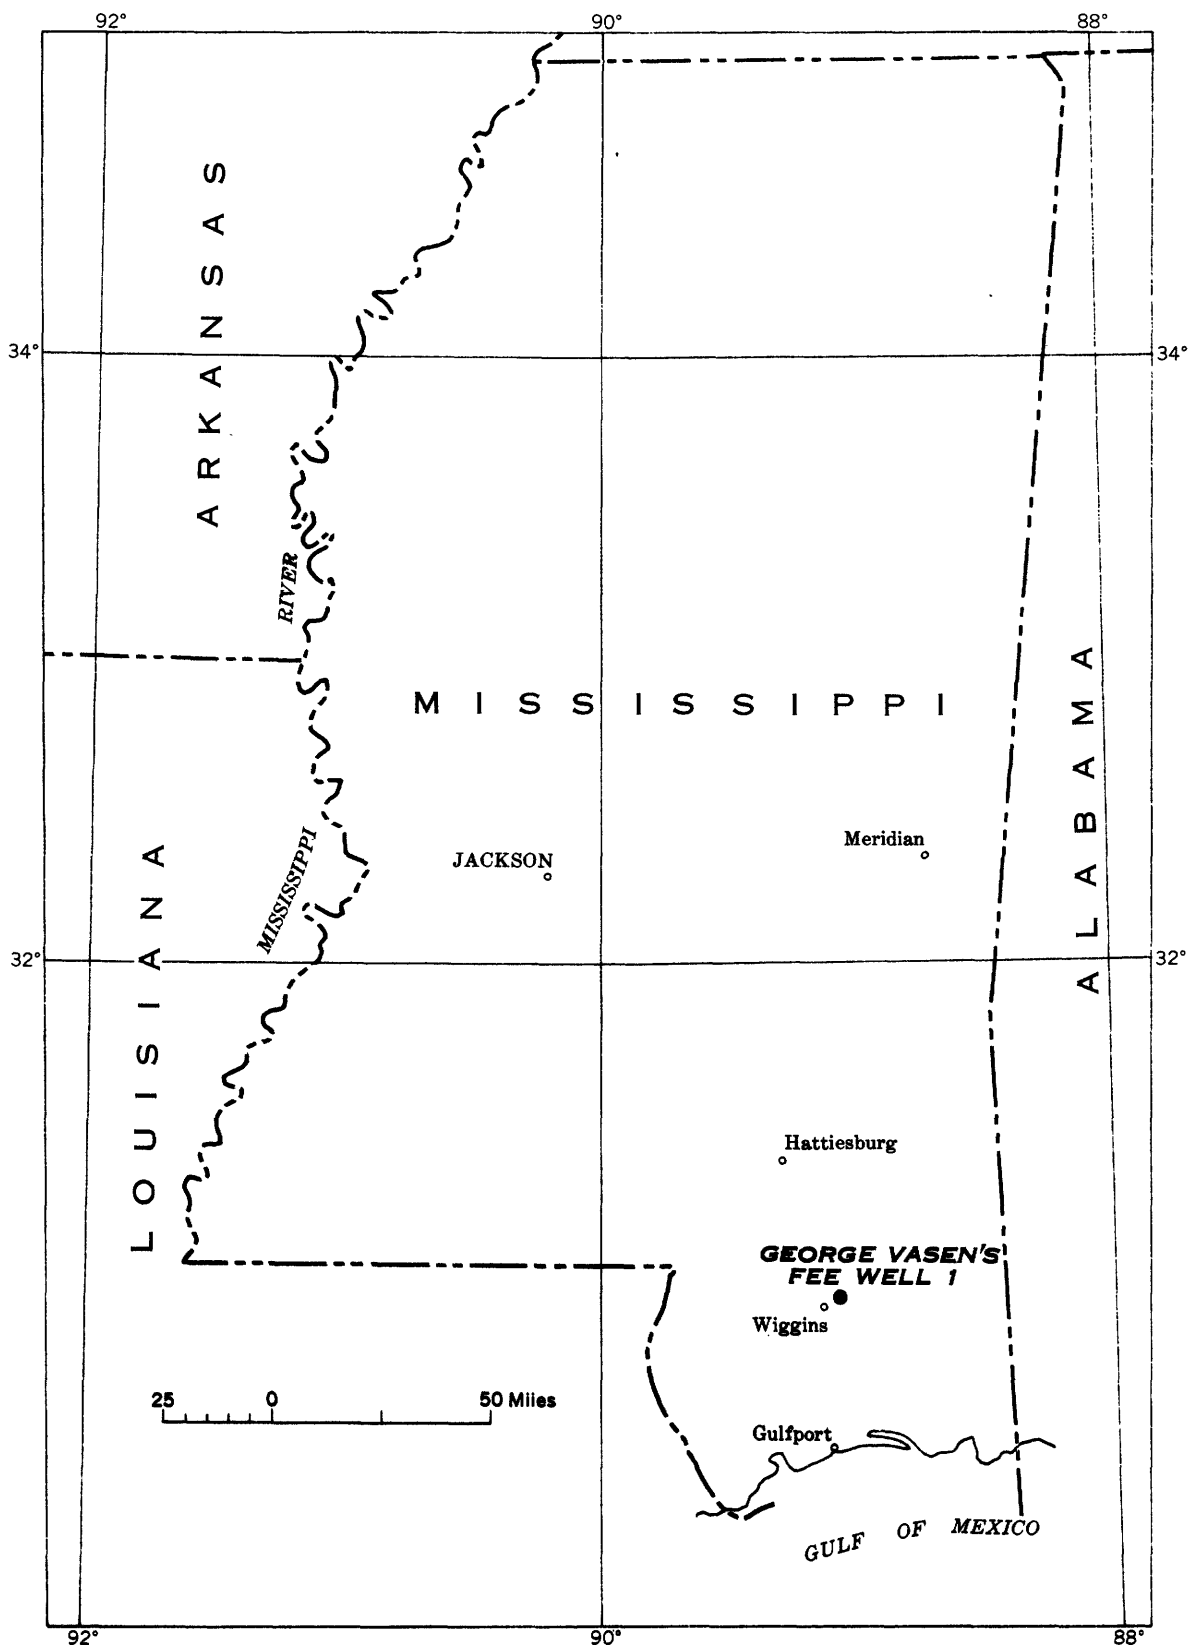 92° 90° 88°
ARKANSAS
34° 34°
RIVER
MISSISSIPPI
ALABAMA
LOUISIANA
MISSISSIPPI
Meridian
JACKSON
32° 32°
Hattiesburg
GEORGE VASEN'S
FEE WELL 1
Wiggins
25 0 50 Miles
Gulfport
GULF OF MEXICO
92° 90° 88°